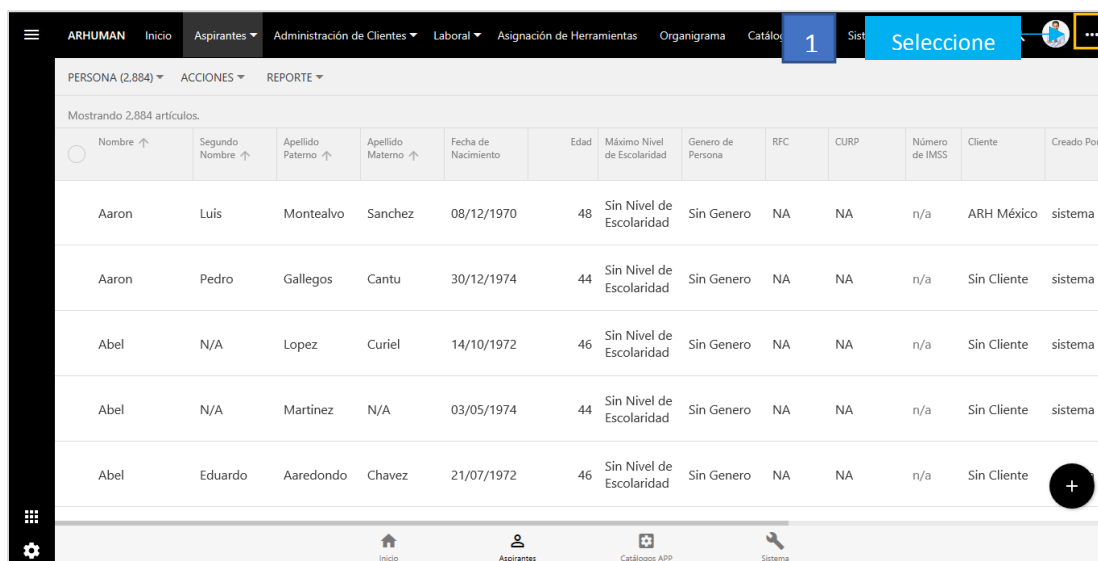 ARHUMAN Inicio Aspirantes Administración de Clientes Laboral Asignación de Herramientas Organigrama Catálog 1 Sist Seleccione ...
PERSONA (2,884) ACCIONES REPORTE
Mostrando 2,884 artículos.
Nombre Segundo Apellido Apellido Fecha de Edad Máximo Nivel Genero de RFC CURP Número Cliente Creado Por
Nombre Paterno Materno Nacimiento de Escolaridad Persona de IMSS
Aaron Luis Montealvo Sanchez 08/12/1970 48 Sin Nivel de Escolaridad Sin Genero NA NA n/a ARH México sistema
Aaron Pedro Gallegos Cantu 30/12/1974 44 Sin Nivel de Escolaridad Sin Genero NA NA n/a Sin Cliente sistema
Abel N/A Lopez Curiel 14/10/1972 46 Sin Nivel de Escolaridad Sin Genero NA NA n/a Sin Cliente sistema
Abel N/A Martinez N/A 03/05/1974 44 Sin Nivel de Escolaridad Sin Genero NA NA n/a Sin Cliente sistema
Abel Eduardo Aaredondo Chavez 21/07/1972 46 Sin Nivel de Escolaridad Sin Genero NA NA n/a Sin Cliente
+
Inicio Aspirantes Catálogos APP Sistema